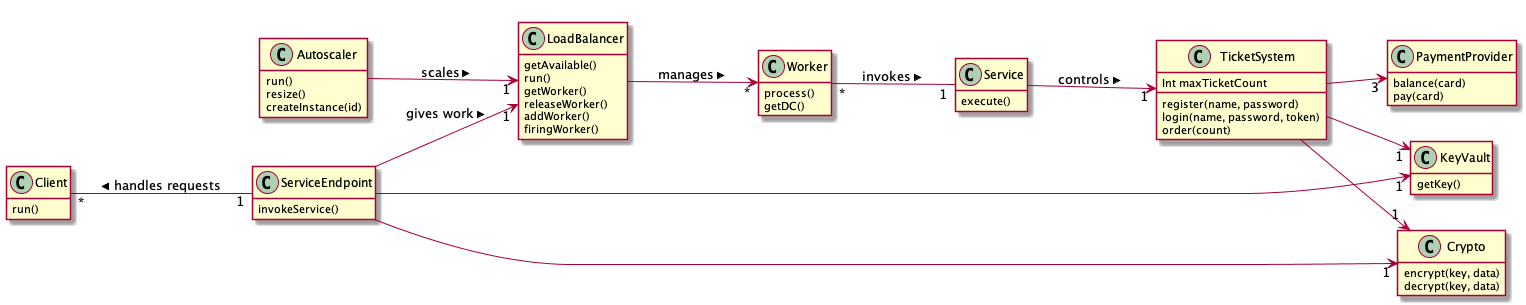 C Autoscaler
run()
resize()
createInstance(id)
scales ►
1
C LoadBalancer
getAvailable()
run()
getWorker()
releaseWorker()
addWorker()
firingWorker()
gives work ►
1
manages ►
*
C Worker
process()
getDC()
*
invokes ►
1
C Service
execute()
controls ►
1
C TicketSystem
Int maxTicketCount
register(name, password)
login(name, password, token)
order(count)
3
C PaymentProvider
balance(card)
pay(card)
1
C KeyVault
getKey()
1
C Client
run()
*
◄ handles requests
1
C ServiceEndpoint
invokeService()
1
1
C Crypto
encrypt(key, data)
decrypt(key, data)